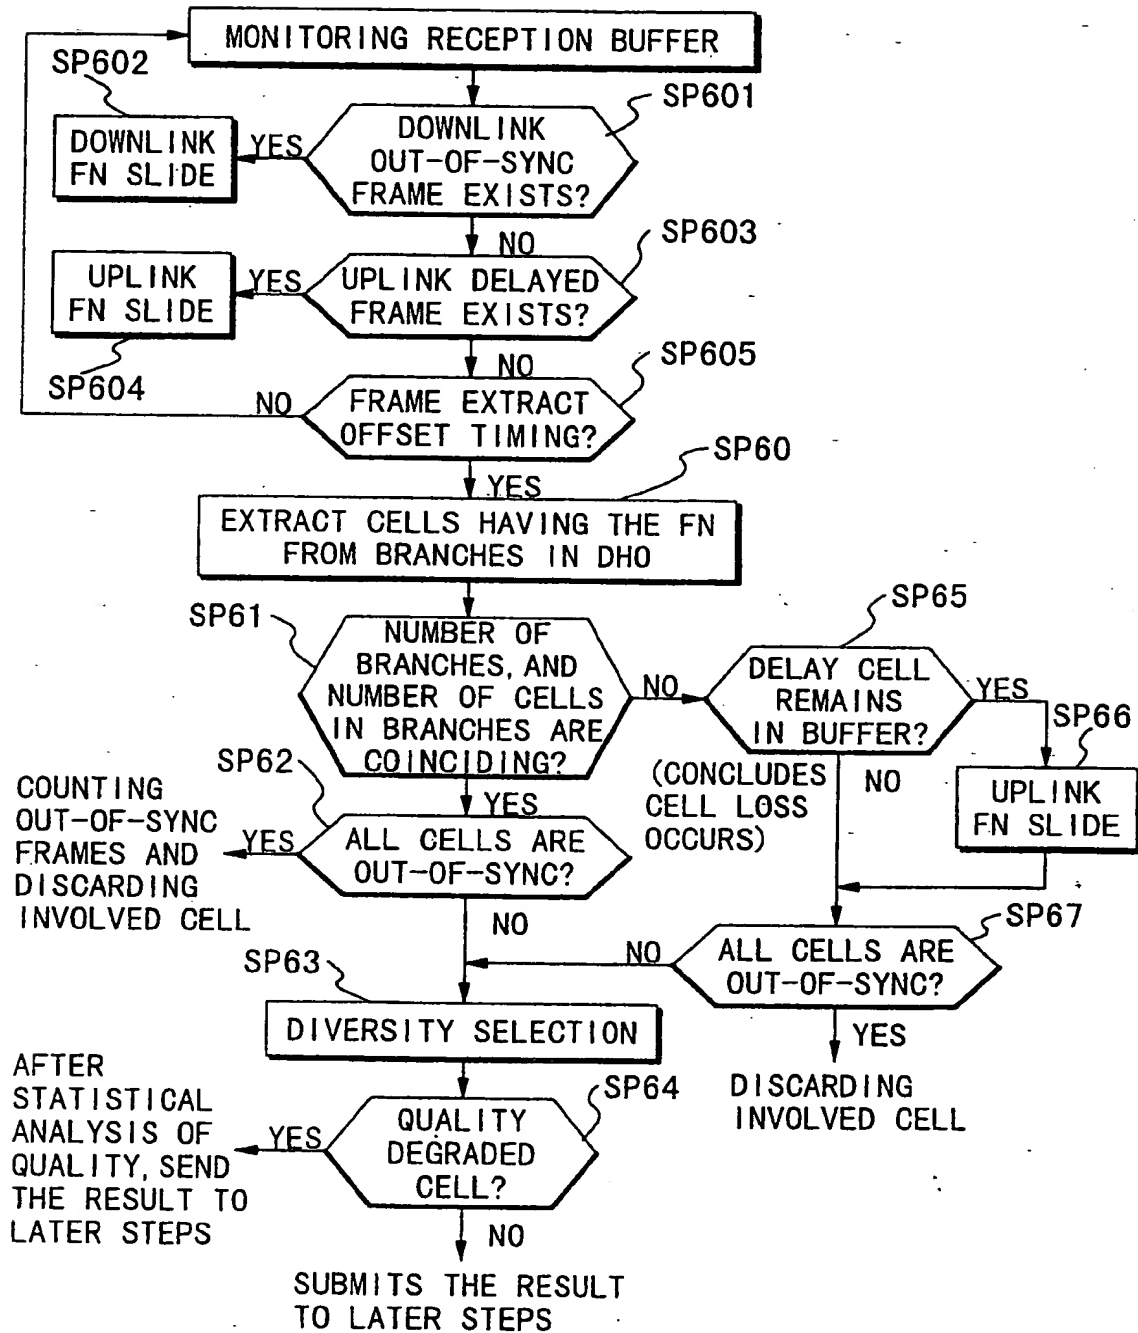 MONITORING RECEPTION BUFFER
SP602
SP601
DOWNLINK
FN SLIDE
YES
DOWNLINK
OUT-OF-SYNC
FRAME EXISTS?
NO
SP603
UPLINK
FN SLIDE
YES
UPLINK DELAYED
FRAME EXISTS?
SP604
NO
SP605
NO
FRAME EXTRACT
OFFSET TIMING?
YES
SP60
EXTRACT CELLS HAVING THE FN
FROM BRANCHES IN DHO
SP61
NUMBER OF
BRANCHES, AND
NUMBER OF CELLS
IN BRANCHES ARE
COINCIDING?
NO
SP65
DELAY CELL
REMAINS
IN BUFFER?
YES
SP66
UPLINK
FN SLIDE
(CONCLUDES
CELL LOSS
OCCURS)
NO
YES
SP62
COUNTING
OUT-OF-SYNC
FRAMES AND
DISCARDING
INVOLVED CELL
YES
ALL CELLS ARE
OUT-OF-SYNC?
NO
SP67
NO
ALL CELLS ARE
OUT-OF-SYNC?
YES
DISCARDING
INVOLVED CELL
SP63
DIVERSITY SELECTION
SP64
AFTER
STATISTICAL
ANALYSIS OF
QUALITY, SEND
THE RESULT TO
LATER STEPS
YES
QUALITY
DEGRADED
CELL?
NO
SUBMITS THE RESULT
TO LATER STEPS